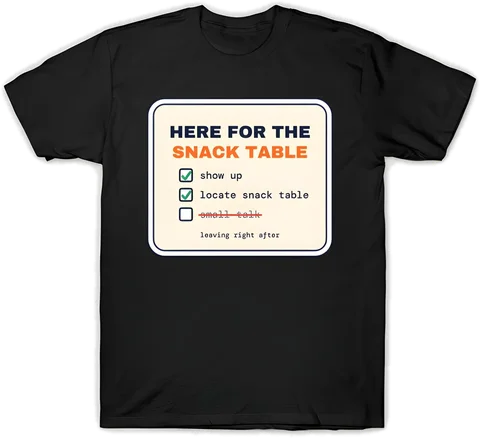 HERE FOR THE
SNACK TABLE
show up
locate snack table
small talk
leaving right after